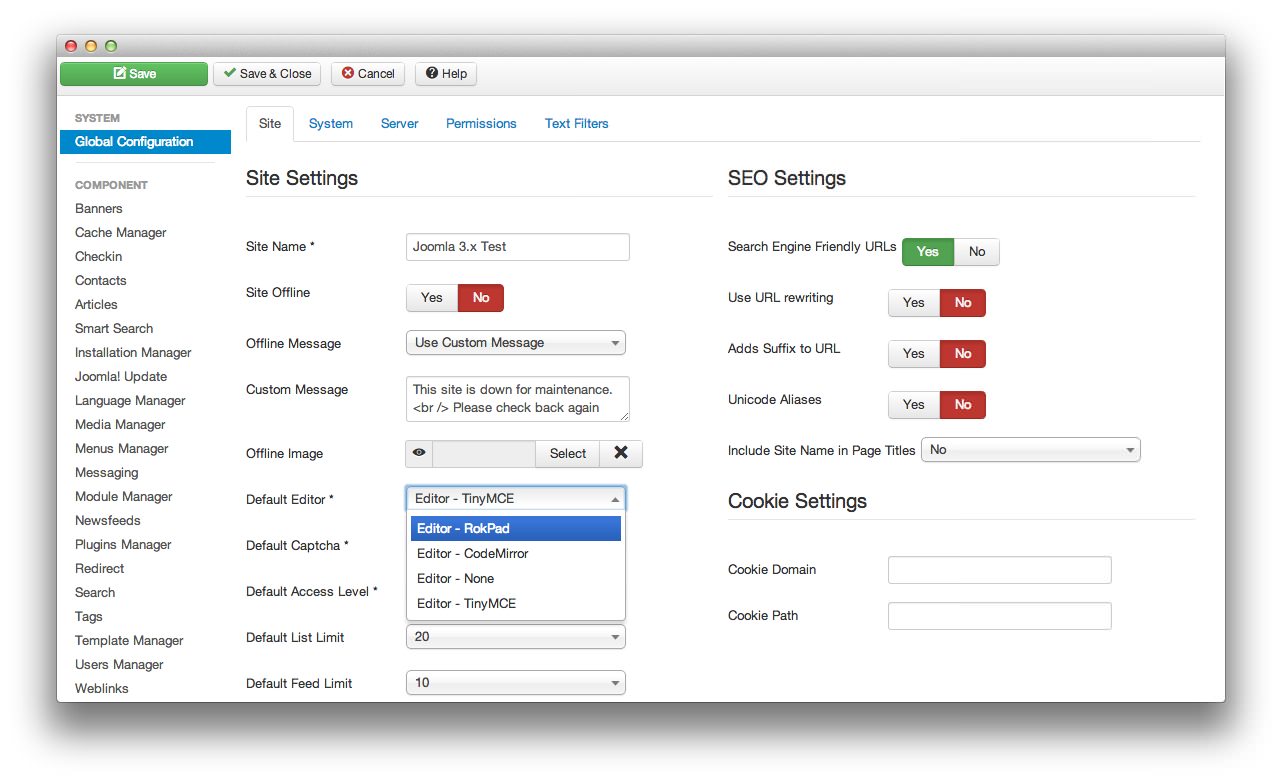 Save
Save & Close
Cancel
Help
SYSTEM
Global Configuration
COMPONENT
Banners
Cache Manager
Checkin
Contacts
Articles
Smart Search
Installation Manager
Joomla! Update
Language Manager
Media Manager
Menus Manager
Messaging
Module Manager
Newsfeeds
Plugins Manager
Redirect
Search
Tags
Template Manager
Users Manager
Weblinks
Site System Server Permissions Text Filters
Site Settings
Site Name * Joomla 3.x Test
Site Offline Yes No
Offline Message Use Custom Message
Custom Message This site is down for maintenance.
<br /> Please check back again
Offline Image Select
Default Editor * Editor - TinyMCE
Editor - RokPad
Editor - CodeMirror
Editor - None
Editor - TinyMCE
Default Captcha *
Default Access Level *
Default List Limit 20
Default Feed Limit 10
SEO Settings
Search Engine Friendly URLs Yes No
Use URL rewriting Yes No
Adds Suffix to URL Yes No
Unicode Aliases Yes No
Include Site Name in Page Titles No
Cookie Settings
Cookie Domain
Cookie Path